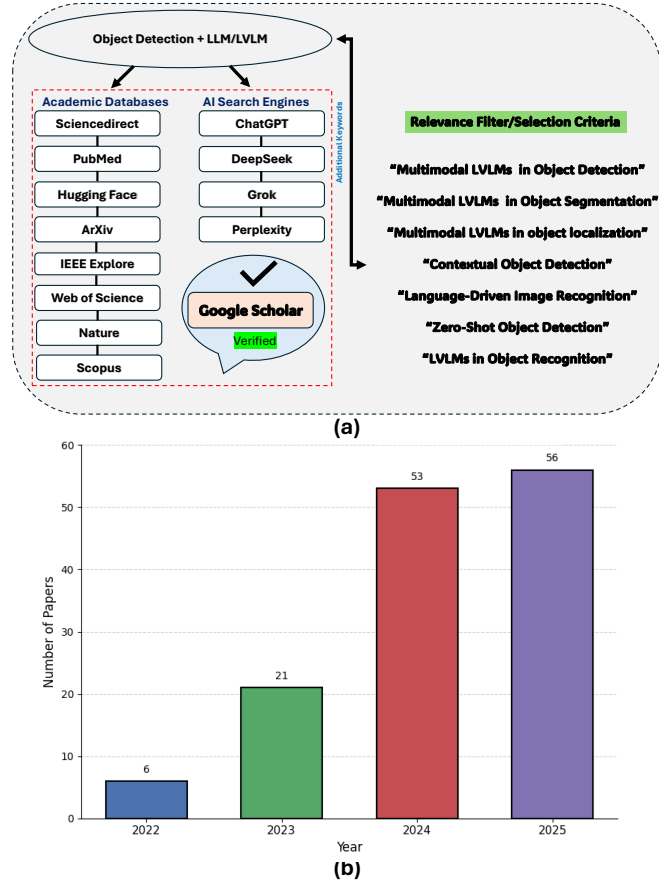 Object Detection + LLM/LVLM
Academic Databases
Sciencedirect
PubMed
Hugging Face
ArXiv
IEEE Explore
Web of Science
Nature
Scopus
AI Search Engines
ChatGPT
DeepSeek
Grok
Perplexity
Google Scholar
Verified
Additional Keywords
Relevance Filter/Selection Criteria
“Multimodal LVLMs in Object Detection”
“Multimodal LVLMs in Object Segmentation”
“Multimodal LVLMs in object localization”
“Contextual Object Detection”
“Language-Driven Image Recognition”
“Zero-Shot Object Detection”
“LVLMs in Object Recognition”
(a)
Number of Papers
60
50
40
30
20
10
0
6
21
53
56
2022
2023
2024
2025
Year
(b)